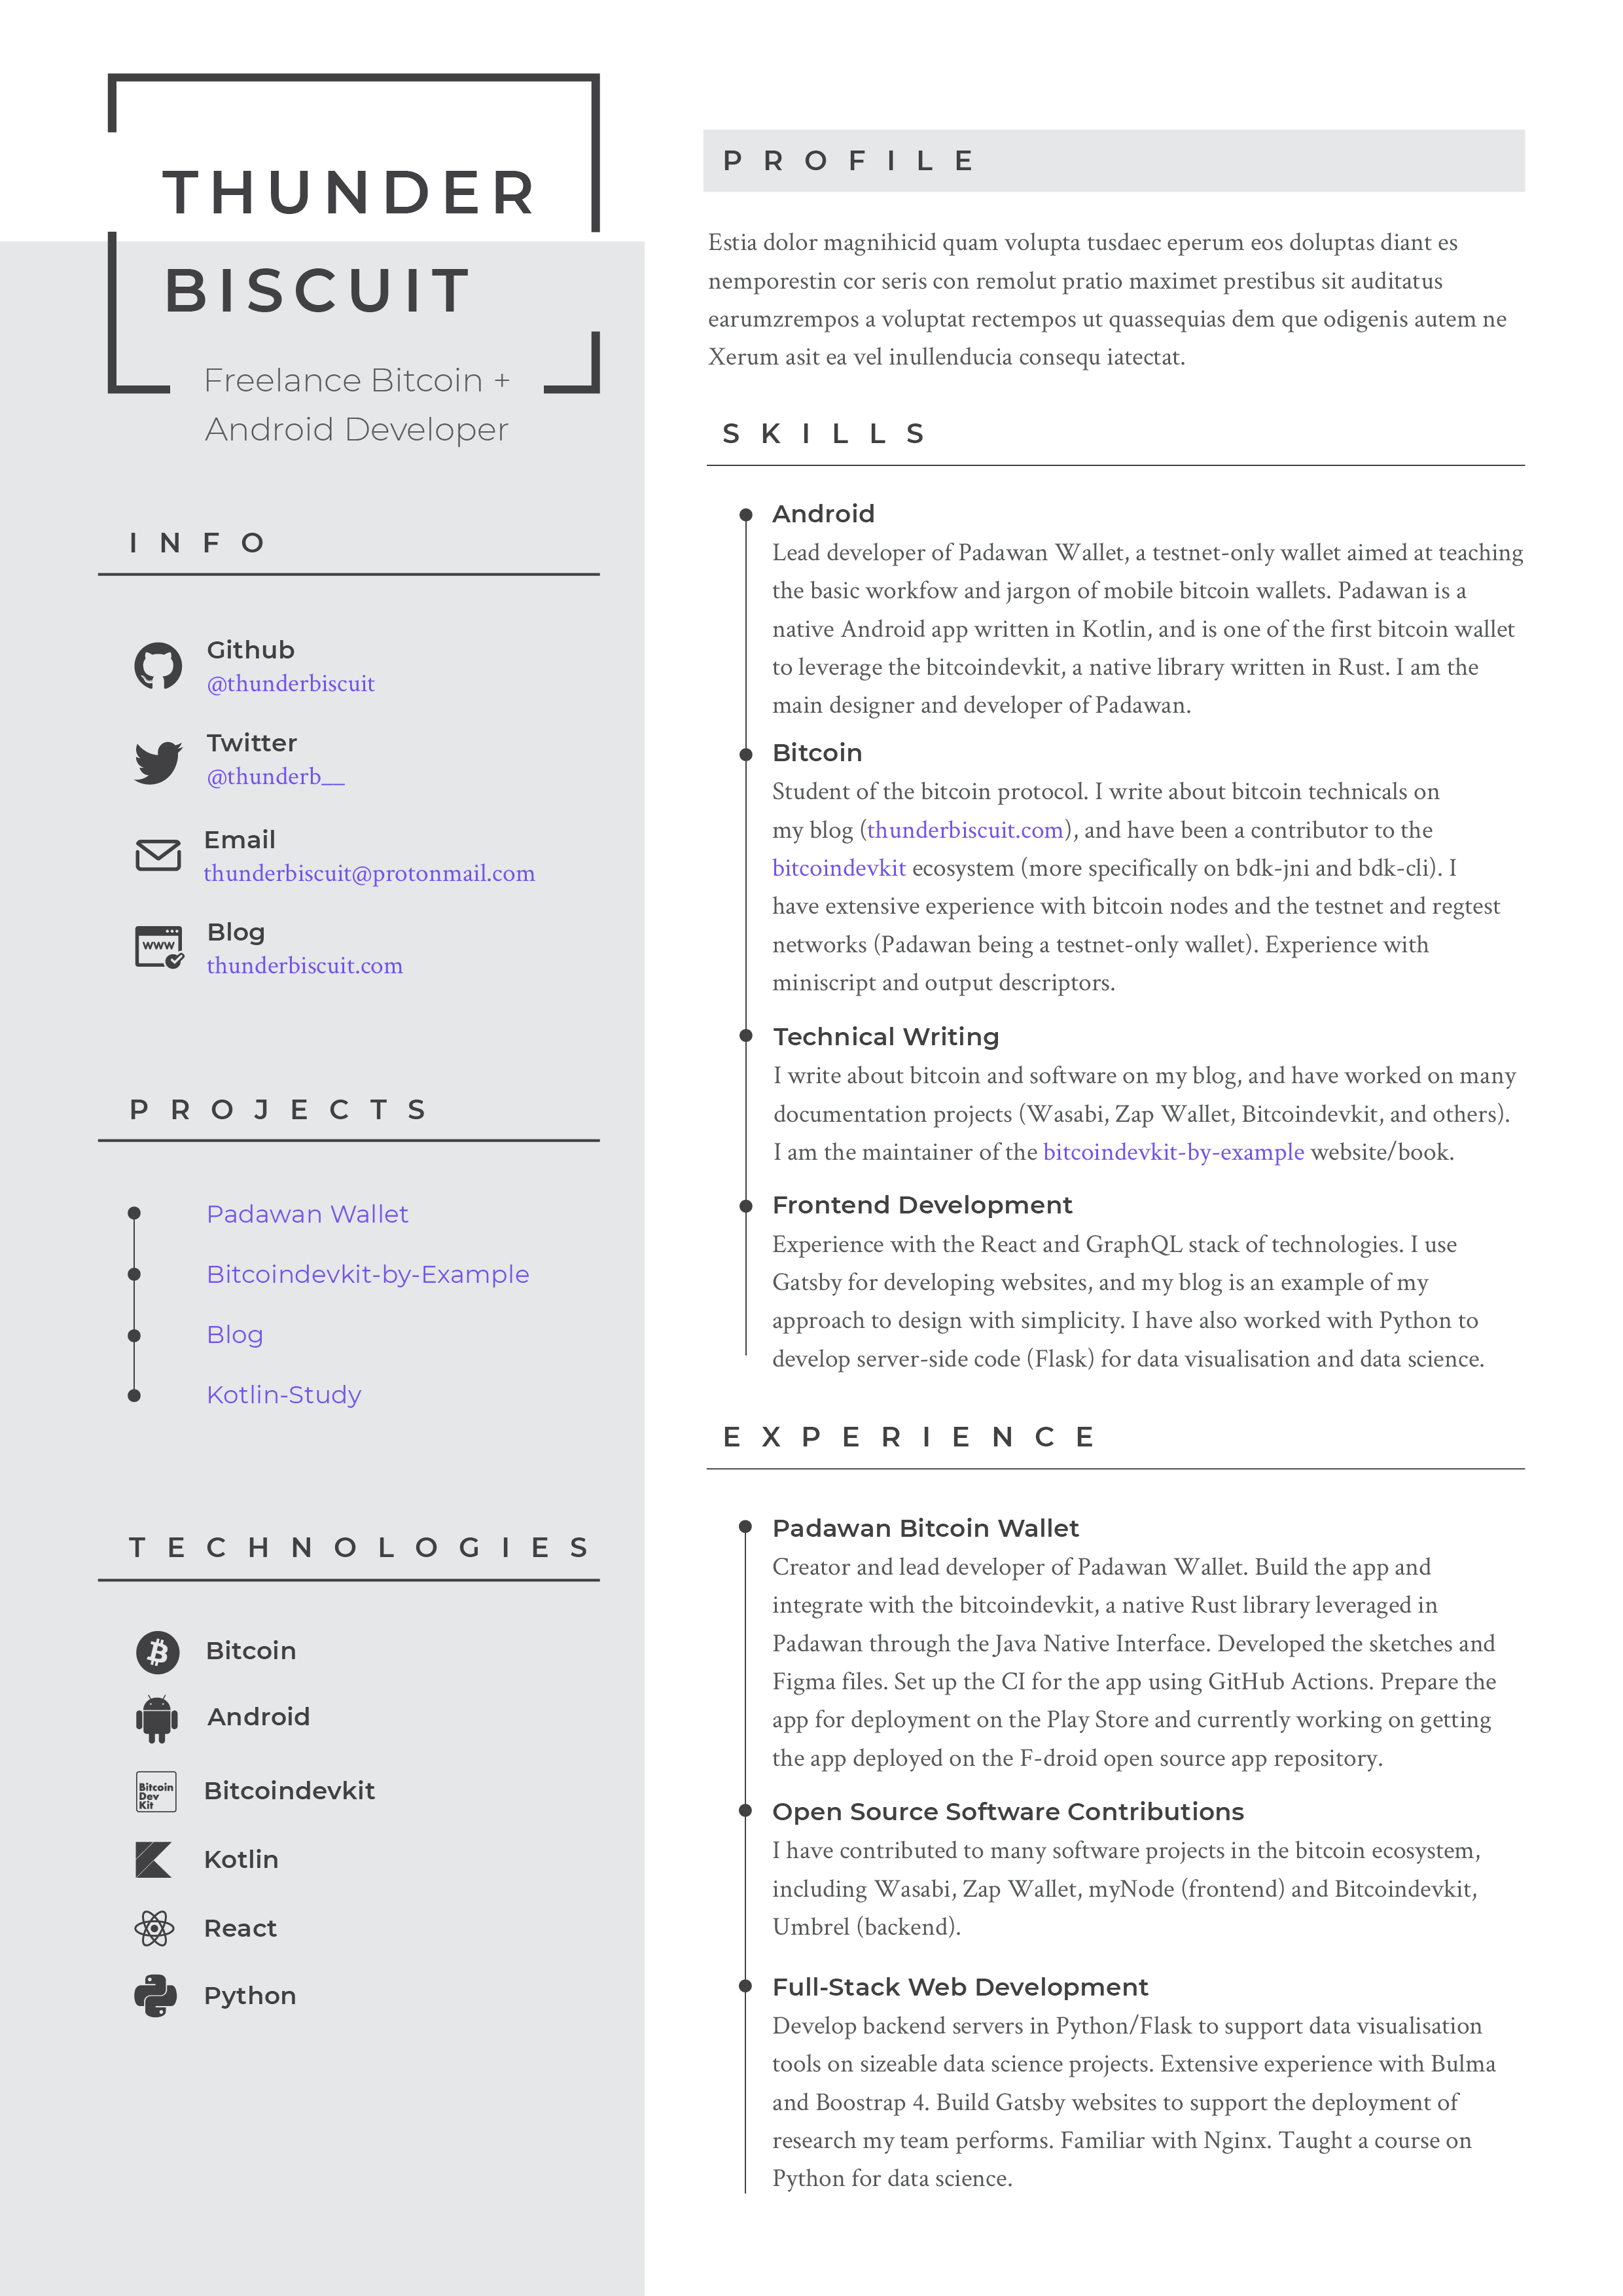 THUNDER
BISCUIT
Freelance Bitcoin +
Android Developer
INFO
Github
@thunderbiscuit
Twitter
@thunderb__
Email
thunderbiscuit@protonmail.com
www
Blog
thunderbiscuit.com
PROJECTS
Padawan Wallet
Bitcoindevkit-by-Example
Blog
Kotlin-Study
TECHNOLOGIES
Bitcoin
Android
Bitcoin
Dev
Kit
Bitcoindevkit
Kotlin
React
Python
PROFILE
Estia dolor magnihicid quam volupta tusdaec eperum eos doluptas diant es
nemporestin cor seris con remolut pratio maximet prestibus sit auditatus
earumzrempos a voluptat rectempos ut quassequias dem que odigenis autem ne
Xerum asit ea vel inullenducia consequ iatectat.
SKILLS
Android
Lead developer of Padawan Wallet, a testnet-only wallet aimed at teaching
the basic workfow and jargon of mobile bitcoin wallets. Padawan is a
native Android app written in Kotlin, and is one of the first bitcoin wallet
to leverage the bitcoindevkit, a native library written in Rust. I am the
main designer and developer of Padawan.
Bitcoin
Student of the bitcoin protocol. I write about bitcoin technicals on
my blog (thunderbiscuit.com), and have been a contributor to the
bitcoindevkit ecosystem (more specifically on bdk-jni and bdk-cli). I
have extensive experience with bitcoin nodes and the testnet and regtest
networks (Padawan being a testnet-only wallet). Experience with
miniscript and output descriptors.
Technical Writing
I write about bitcoin and software on my blog, and have worked on many
documentation projects (Wasabi, Zap Wallet, Bitcoindevkit, and others).
I am the maintainer of the bitcoindevkit-by-example website/book.
Frontend Development
Experience with the React and GraphQL stack of technologies. I use
Gatsby for developing websites, and my blog is an example of my
approach to design with simplicity. I have also worked with Python to
develop server-side code (Flask) for data visualisation and data science.
EXPERIENCE
Padawan Bitcoin Wallet
Creator and lead developer of Padawan Wallet. Build the app and
integrate with the bitcoindevkit, a native Rust library leveraged in
Padawan through the Java Native Interface. Developed the sketches and
Figma files. Set up the CI for the app using GitHub Actions. Prepare the
app for deployment on the Play Store and currently working on getting
the app deployed on the F-droid open source app repository.
Open Source Software Contributions
I have contributed to many software projects in the bitcoin ecosystem,
including Wasabi, Zap Wallet, myNode (frontend) and Bitcoindevkit,
Umbrel (backend).
Full-Stack Web Development
Develop backend servers in Python/Flask to support data visualisation
tools on sizeable data science projects. Extensive experience with Bulma
and Boostrap 4. Build Gatsby websites to support the deployment of
research my team performs. Familiar with Nginx. Taught a course on
Python for data science.